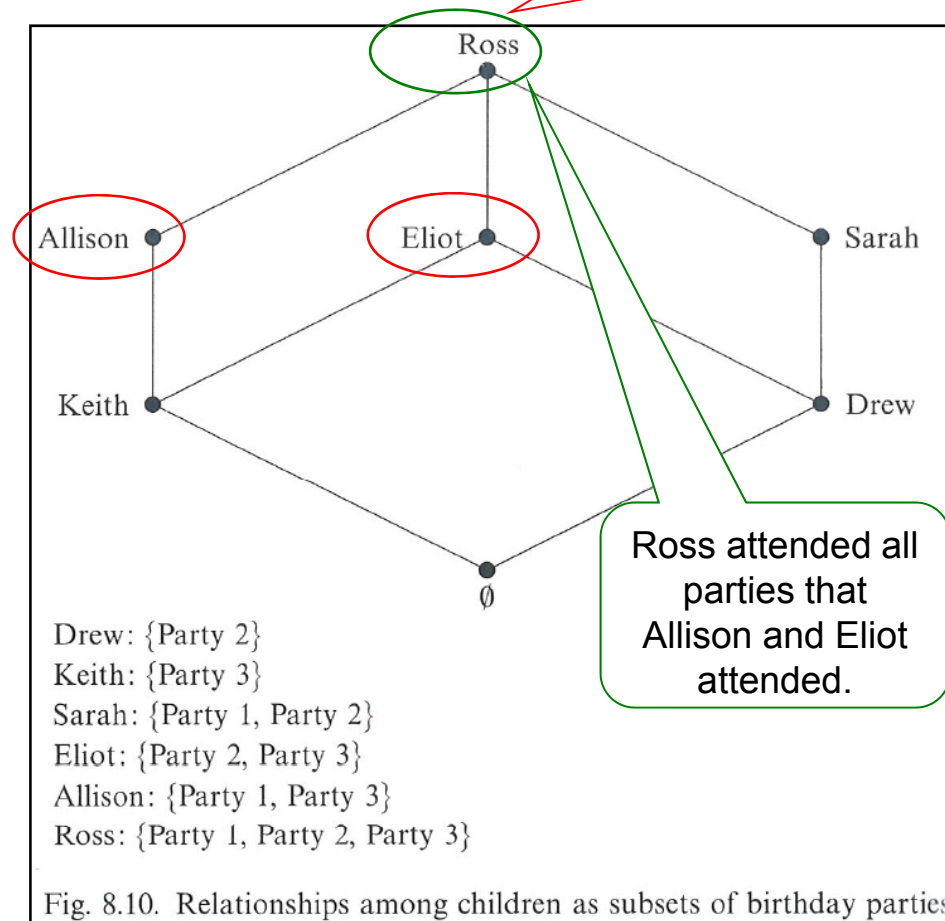 Ross
Allison
Eliot
Sarah
Keith
Drew
∅
Ross attended all
parties that
Allison and Eliot
attended.
Drew: {Party 2}
Keith: {Party 3}
Sarah: {Party 1, Party 2}
Eliot: {Party 2, Party 3}
Allison: {Party 1, Party 3}
Ross: {Party 1, Party 2, Party 3}
Fig. 8.10. Relationships among children as subsets of birthday parties